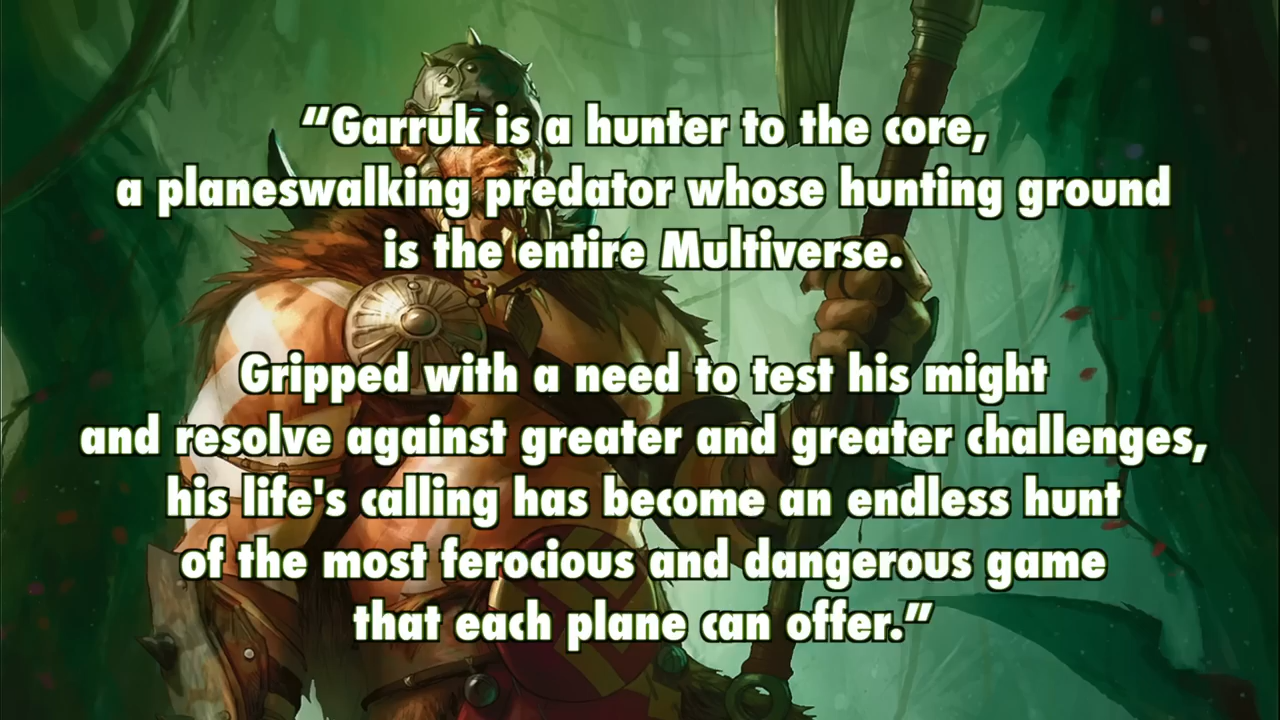 “Garruk is a hunter to the core,
a planeswalking predator whose hunting ground
is the entire Multiverse.
Gripped with a need to test his might
and resolve against greater and greater challenges,
his life's calling has become an endless hunt
of the most ferocious and dangerous game
that each plane can offer.”